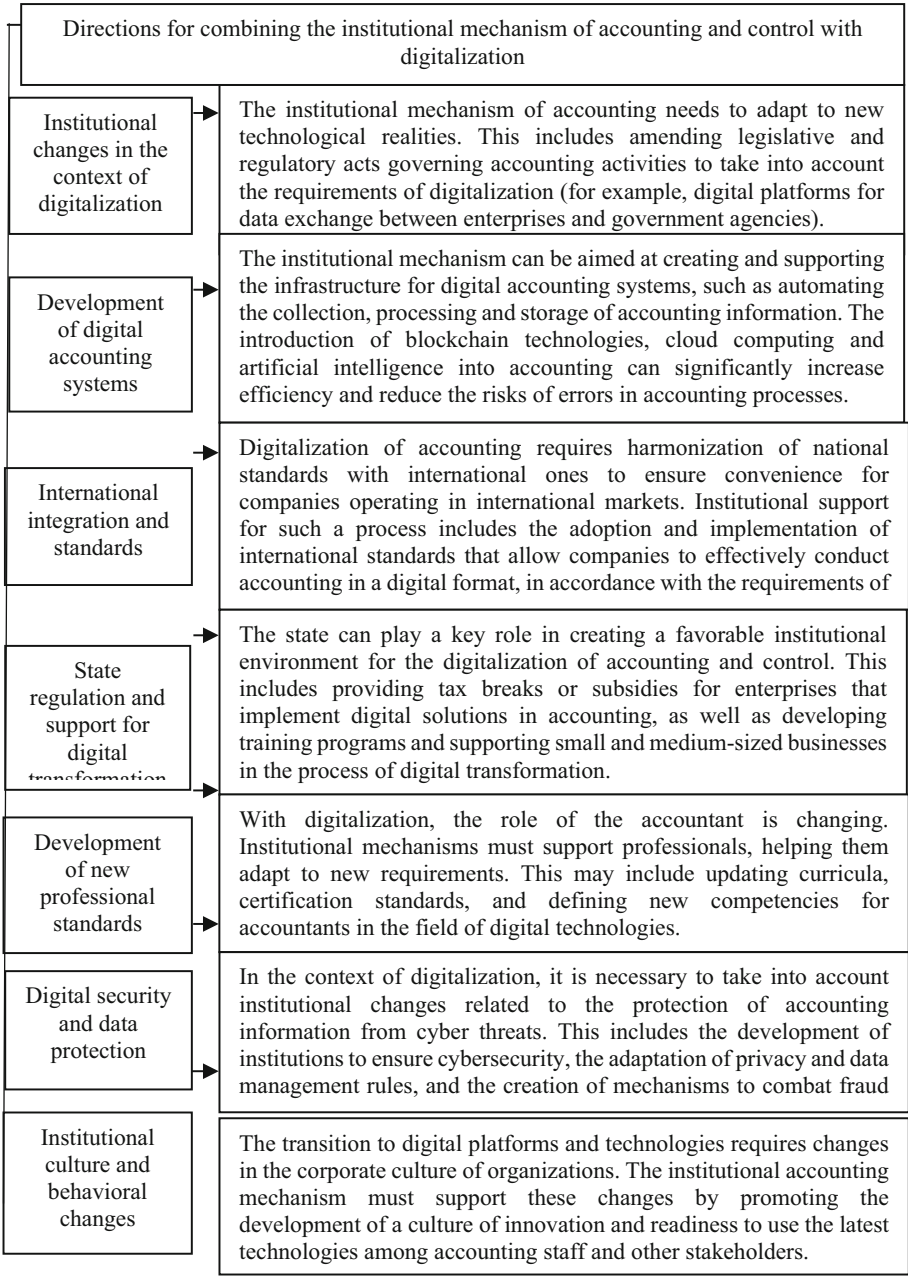 Directions for combining the institutional mechanism of accounting and control with
digitalization
Institutional
changes in the
context of
digitalization
The institutional mechanism of accounting needs to adapt to new
technological realities. This includes amending legislative and
regulatory acts governing accounting activities to take into account
the requirements of digitalization (for example, digital platforms for
data exchange between enterprises and government agencies).
Development
of digital
accounting
systems
The institutional mechanism can be aimed at creating and supporting
the infrastructure for digital accounting systems, such as automating
the collection, processing and storage of accounting information. The
introduction of blockchain technologies, cloud computing and
artificial intelligence into accounting can significantly increase
efficiency and reduce the risks of errors in accounting processes.
International
integration and
standards
Digitalization of accounting requires harmonization of national
standards with international ones to ensure convenience for
companies operating in international markets. Institutional support
for such a process includes the adoption and implementation of
international standards that allow companies to effectively conduct
accounting in a digital format, in accordance with the requirements of
State
regulation and
support for
digital
transformation
The state can play a key role in creating a favorable institutional
environment for the digitalization of accounting and control. This
includes providing tax breaks or subsidies for enterprises that
implement digital solutions in accounting, as well as developing
training programs and supporting small and medium-sized businesses
in the process of digital transformation.
Development
of new
professional
standards
With digitalization, the role of the accountant is changing.
Institutional mechanisms must support professionals, helping them
adapt to new requirements. This may include updating curricula,
certification standards, and defining new competencies for
accountants in the field of digital technologies.
Digital security
and data
protection
In the context of digitalization, it is necessary to take into account
institutional changes related to the protection of accounting
information from cyber threats. This includes the development of
institutions to ensure cybersecurity, the adaptation of privacy and data
management rules, and the creation of mechanisms to combat fraud
Institutional
culture and
behavioral
changes
The transition to digital platforms and technologies requires changes
in the corporate culture of organizations. The institutional accounting
mechanism must support these changes by promoting the
development of a culture of innovation and readiness to use the latest
technologies among accounting staff and other stakeholders.